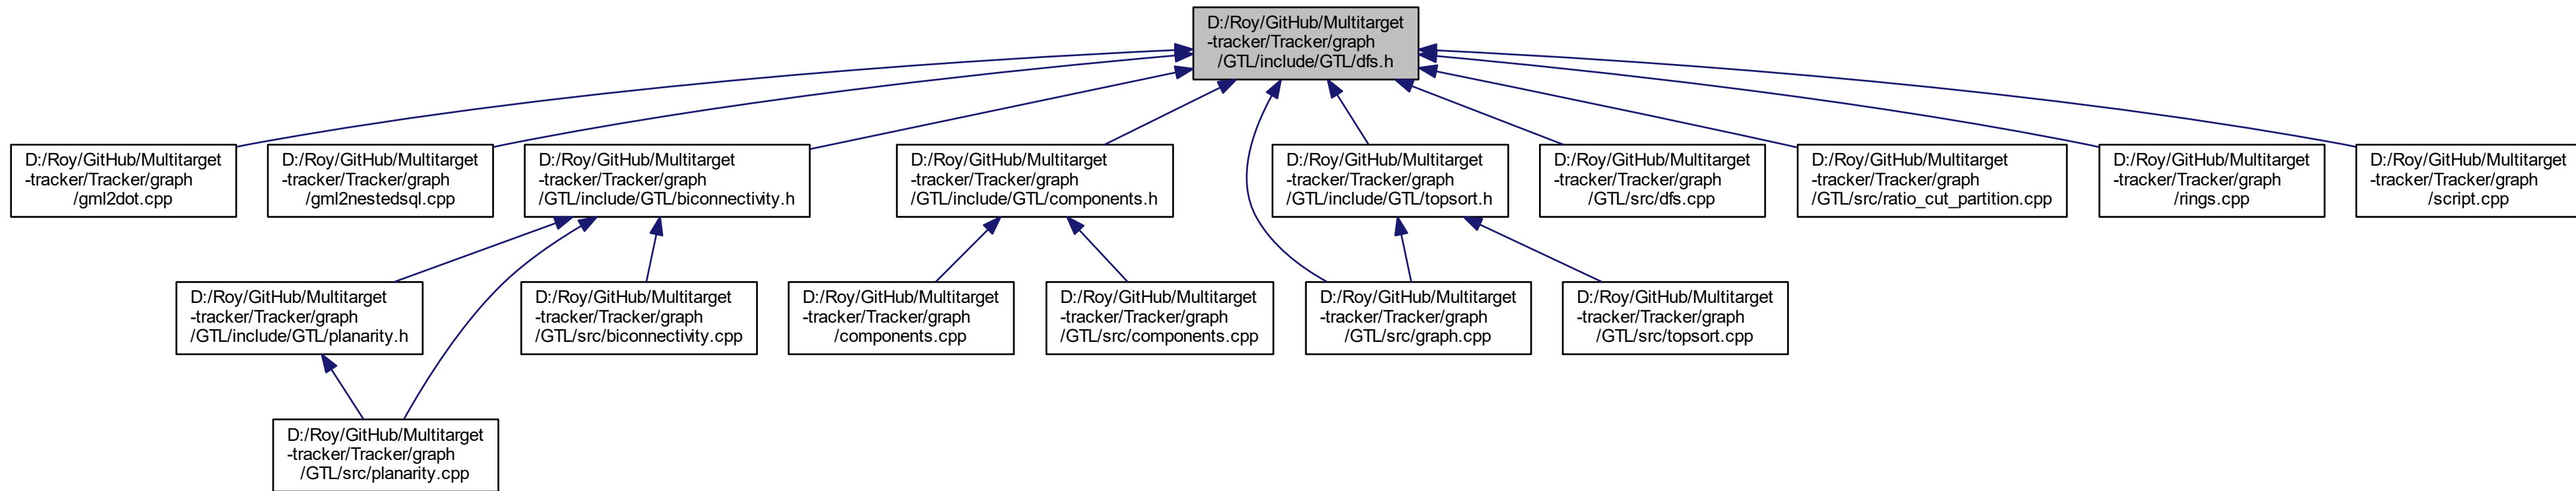 D:/Roy/GitHub/Multitarget
-tracker/Tracker/graph
/GTL/include/GTL/dfs.h
D:/Roy/GitHub/Multitarget
-tracker/Tracker/graph
/gml2dot.cpp
D:/Roy/GitHub/Multitarget
-tracker/Tracker/graph
/gml2nestedsql.cpp
D:/Roy/GitHub/Multitarget
-tracker/Tracker/graph
/GTL/include/GTL/biconnectivity.h
D:/Roy/GitHub/Multitarget
-tracker/Tracker/graph
/GTL/include/GTL/components.h
D:/Roy/GitHub/Multitarget
-tracker/Tracker/graph
/GTL/include/GTL/topsort.h
D:/Roy/GitHub/Multitarget
-tracker/Tracker/graph
/GTL/src/dfs.cpp
D:/Roy/GitHub/Multitarget
-tracker/Tracker/graph
/GTL/src/ratio_cut_partition.cpp
D:/Roy/GitHub/Multitarget
-tracker/Tracker/graph
/rings.cpp
D:/Roy/GitHub/Multitarget
-tracker/Tracker/graph
/script.cpp
D:/Roy/GitHub/Multitarget
-tracker/Tracker/graph
/GTL/include/GTL/planarity.h
D:/Roy/GitHub/Multitarget
-tracker/Tracker/graph
/GTL/src/biconnectivity.cpp
D:/Roy/GitHub/Multitarget
-tracker/Tracker/graph
/components.cpp
D:/Roy/GitHub/Multitarget
-tracker/Tracker/graph
/GTL/src/components.cpp
D:/Roy/GitHub/Multitarget
-tracker/Tracker/graph
/GTL/src/graph.cpp
D:/Roy/GitHub/Multitarget
-tracker/Tracker/graph
/GTL/src/topsort.cpp
D:/Roy/GitHub/Multitarget
-tracker/Tracker/graph
/GTL/src/planarity.cpp